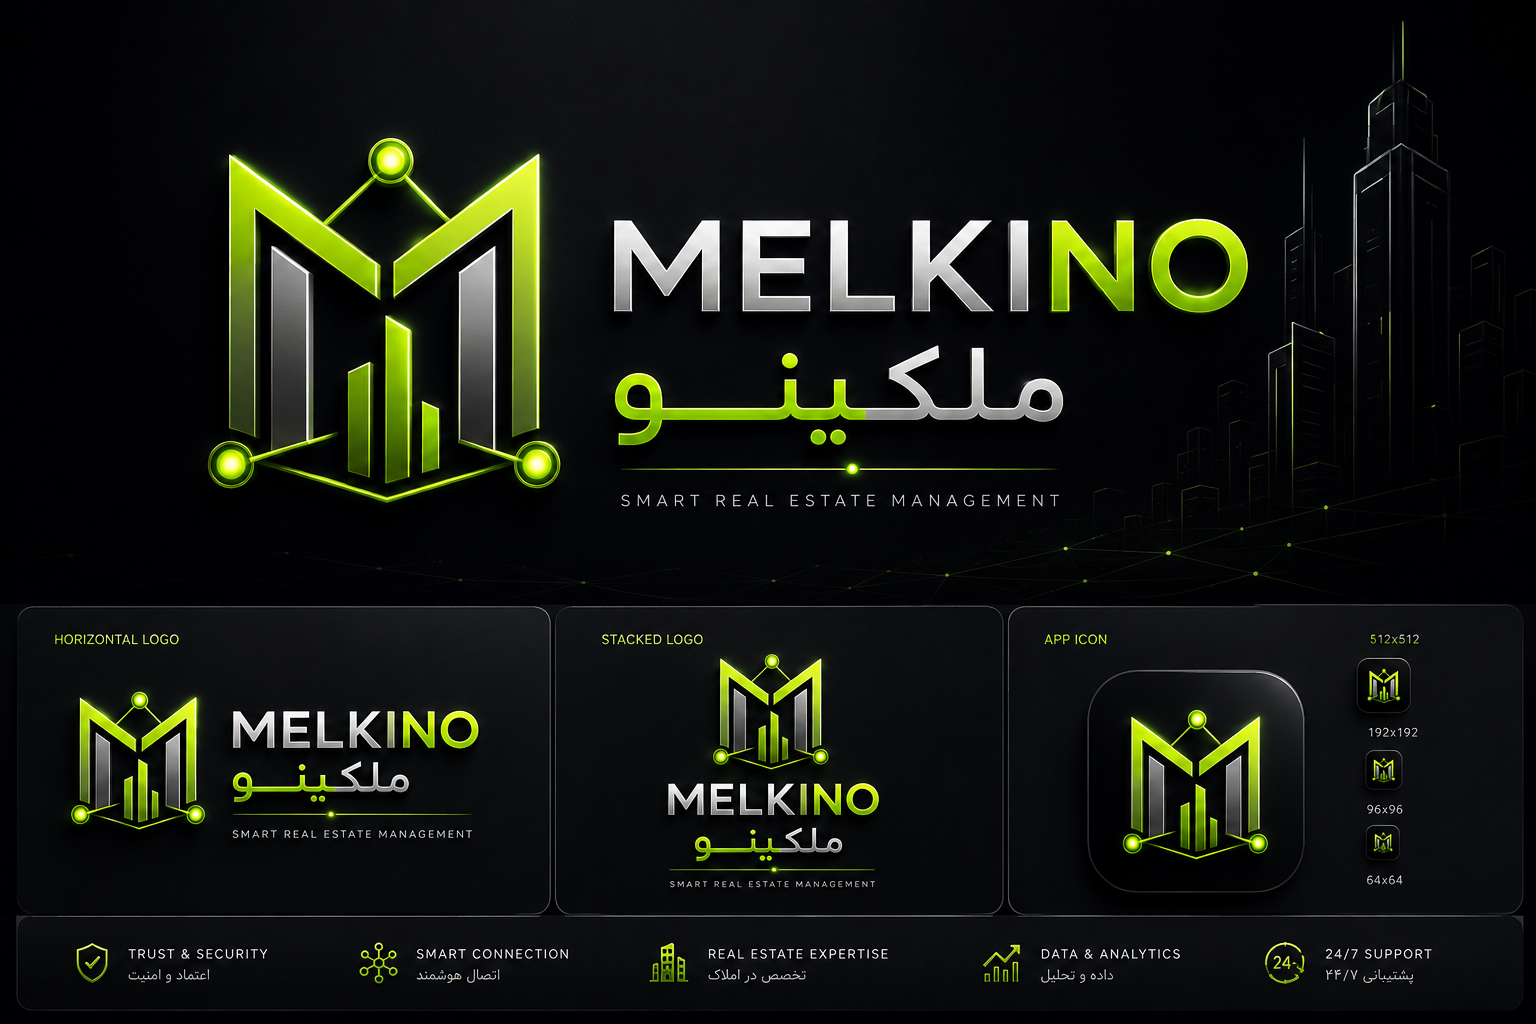 MELKINO
ملکینو
SMART REAL ESTATE MANAGEMENT
HORIZONTAL LOGO
MELKINO
ملکینو
SMART REAL ESTATE MANAGEMENT
STACKED LOGO
MELKINO
ملکینو
SMART REAL ESTATE MANAGEMENT
APP ICON
512x512
192x192
96x96
64x64
TRUST & SECURITY
اعتماد و امنیت
SMART CONNECTION
اتصال هوشمند
REAL ESTATE EXPERTISE
تخصص در املاک
DATA & ANALYTICS
داده و تحلیل
24
24/7 SUPPORT
پشتیبانی ۲۴/۷